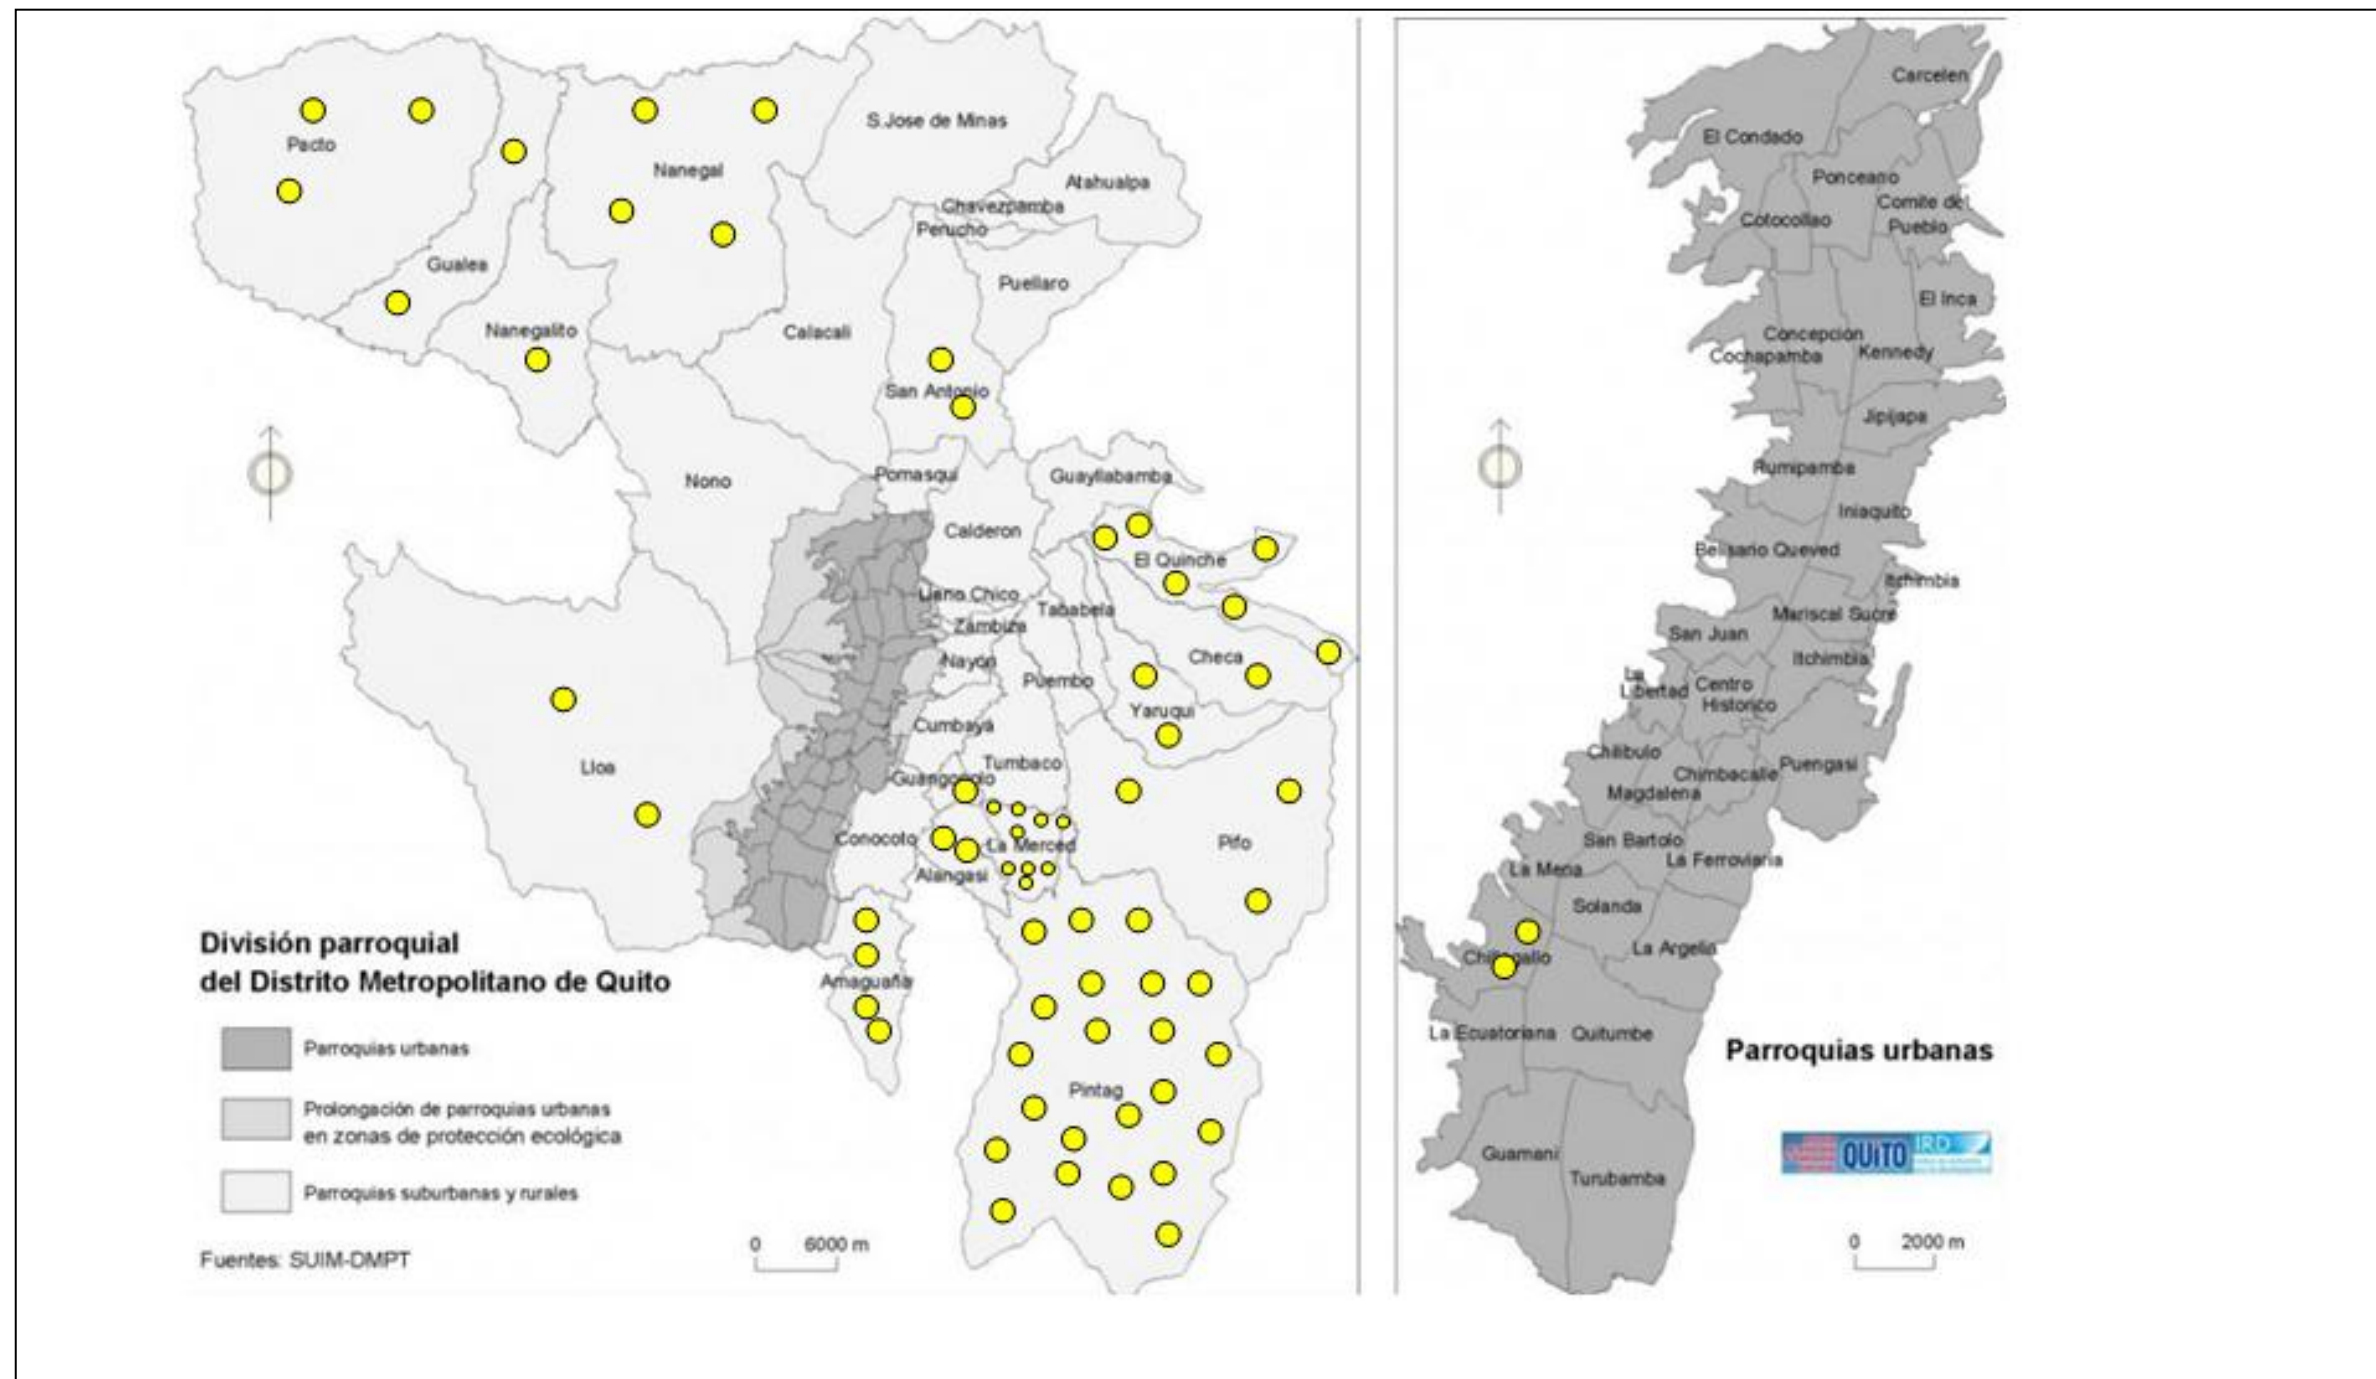 S.Jose de Minas
Pacto
Nanegal
Atahualpa
Chavezpamba
Perucho
Gualea
Puellaro
Nanegalito
Calacali
San Antonio
Nono
Pomasqui
Guayllabamba
Calderon
El Quinche
Llano Chico
Tababela
Zambiza
Nayon
Checa
Puembo
Yaruqui
Cumbaya
Tumbaco
Lloa
Guangopolo
Conocoto
La Merced
Pifo
Alangasi
Amaguaña
Pintag
División parroquial
del Distrito Metropolitano de Quito
Parroquias urbanas
Prolongación de parroquias urbanas
en zonas de protección ecológica
Parroquias suburbanas y rurales
Fuentes: SUIM-DMPT
0 6000 m
Carcelen
El Condado
Ponceano
Comite del
Pueblo
Cotocollao
El Inca
Concepción
Cochapamba
Kennedy
Jipijapa
Rumipamba
Iniaquito
Belisario Queved
Itchimbia
Mariscal Sucre
San Juan
Itchimbia
La
Libertad
Centro
Historico
Chilibulo
Puengasi
Chimbacalle
Magdalena
San Bartolo
La Ferroviaria
La Mena
Solanda
La Argelia
Chillogallo
La Ecuatoriana
Quitumbe
Parroquias urbanas
Guamani
Turubamba
QUITO
IRD
0 2000 m